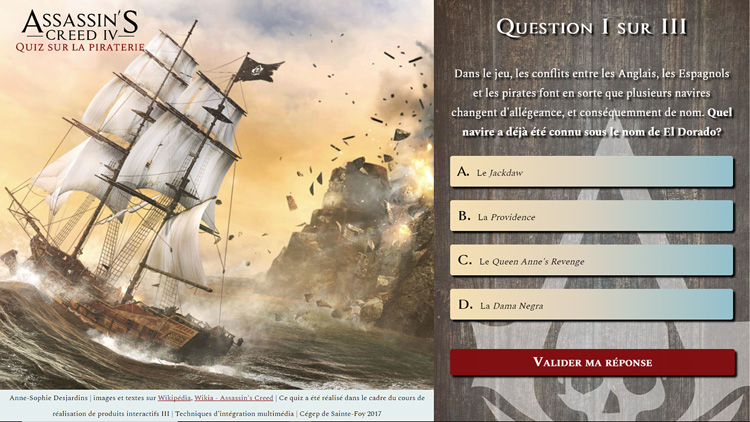 ASSASSIN'S
CREED IV
QUIZ SUR LA PIRATERIE
QUESTION I SUR III
Dans le jeu, les conflits entre les Anglais, les Espagnols
et les pirates font en sorte que plusieurs navires
changent d'allégeance, et conséquemment de nom. Quel
navire a déjà été connu sous le nom de El Dorado?
A. Le Jackdaw
B. La Providence
C. Le Queen Anne's Revenge
D. La Dama Negra
VALIDER MA RÉPONSE
Anne-Sophie Desjardins | images et textes sur Wikipédia, Wikia - Assassin's Creed | Ce quiz a été réalisé dans le cadre du cours de
réalisation de produits interactifs III | Techniques d'intégration multimédia | Cégep de Sainte-Foy 2017